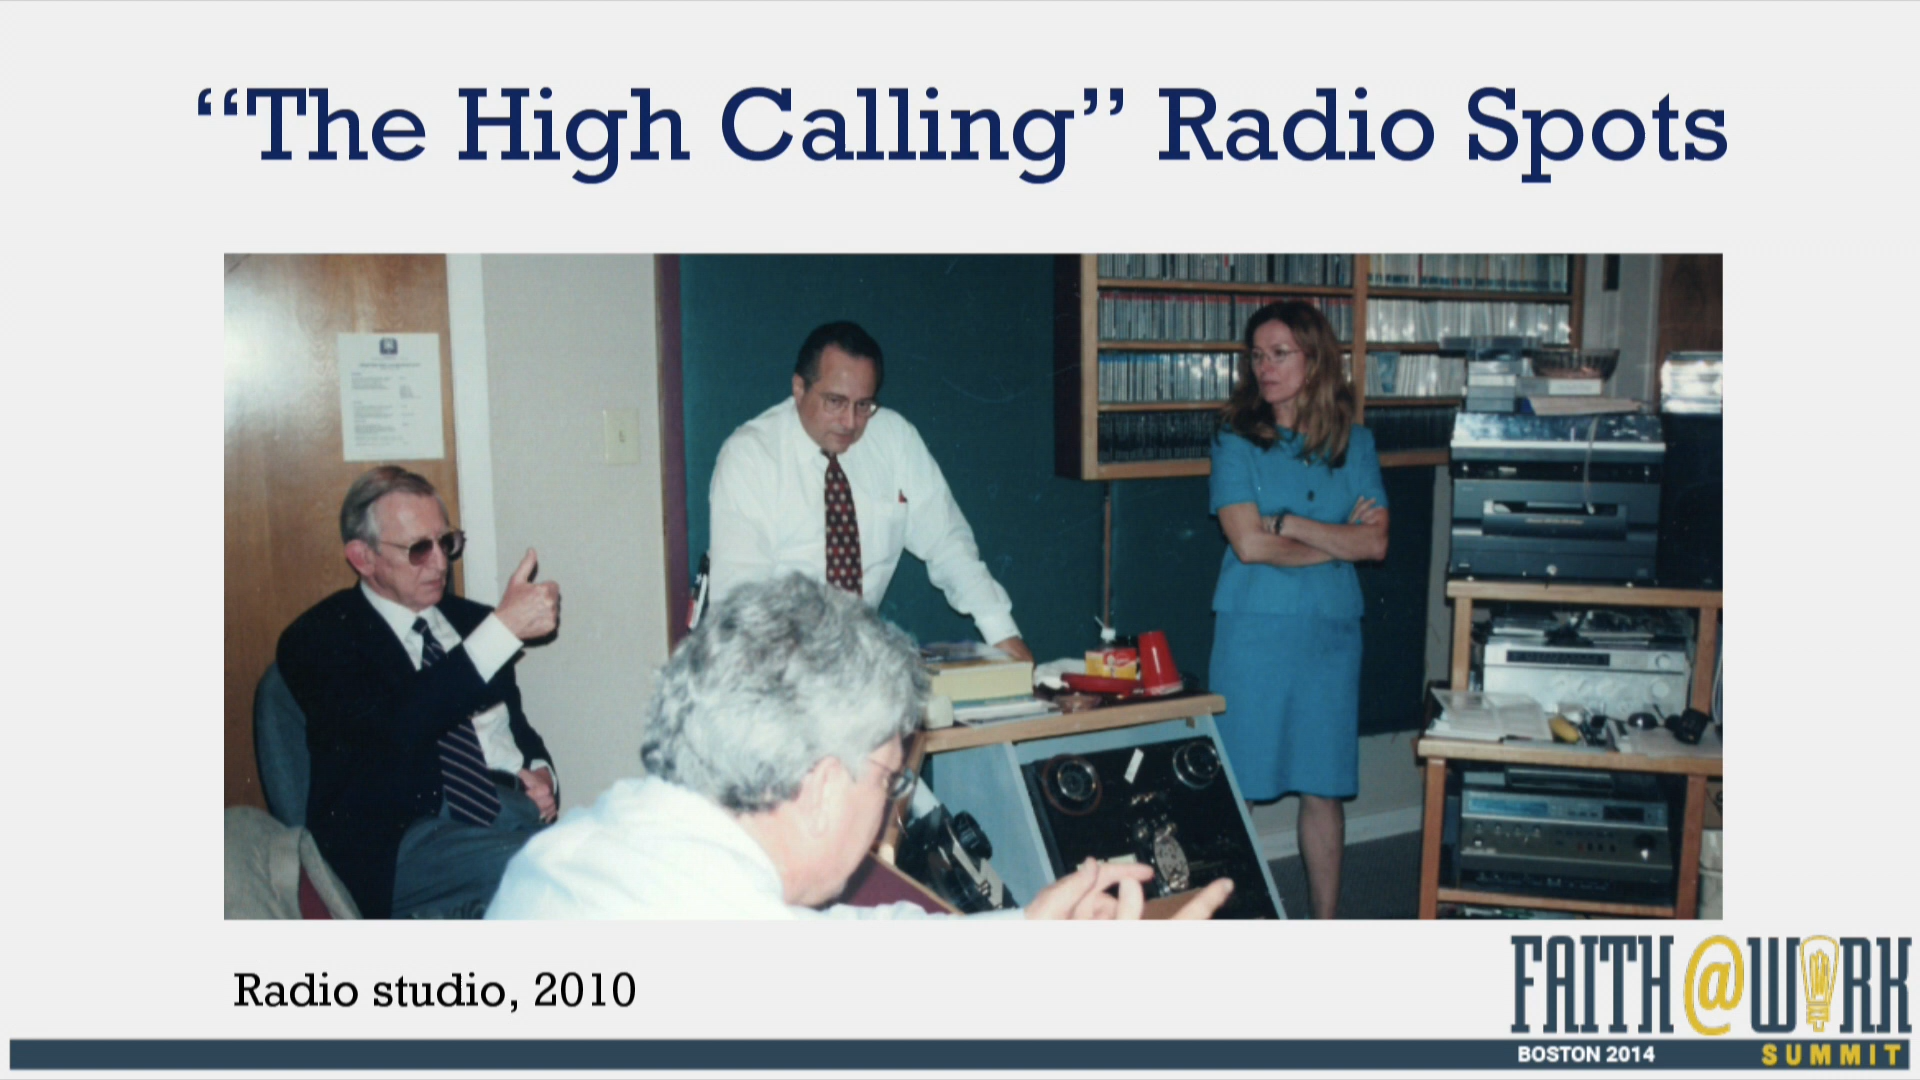 “The High Calling” Radio Spots
Radio studio, 2010
FAITH@WORK
BOSTON 2014
SUMMIT